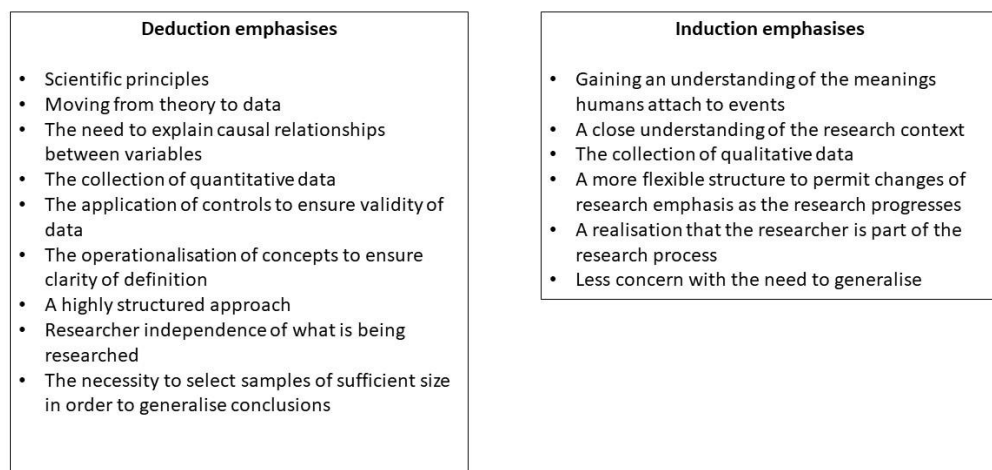 Deduction emphasises
• Scientific principles
• Moving from theory to data
• The need to explain causal relationships
between variables
• The collection of quantitative data
• The application of controls to ensure validity of
data
• The operationalisation of concepts to ensure
clarity of definition
• A highly structured approach
• Researcher independence of what is being
researched
• The necessity to select samples of sufficient size
in order to generalise conclusions
Induction emphasises
• Gaining an understanding of the meanings
humans attach to events
• A close understanding of the research context
• The collection of qualitative data
• A more flexible structure to permit changes of
research emphasis as the research progresses
• A realisation that the researcher is part of the
research process
• Less concern with the need to generalise